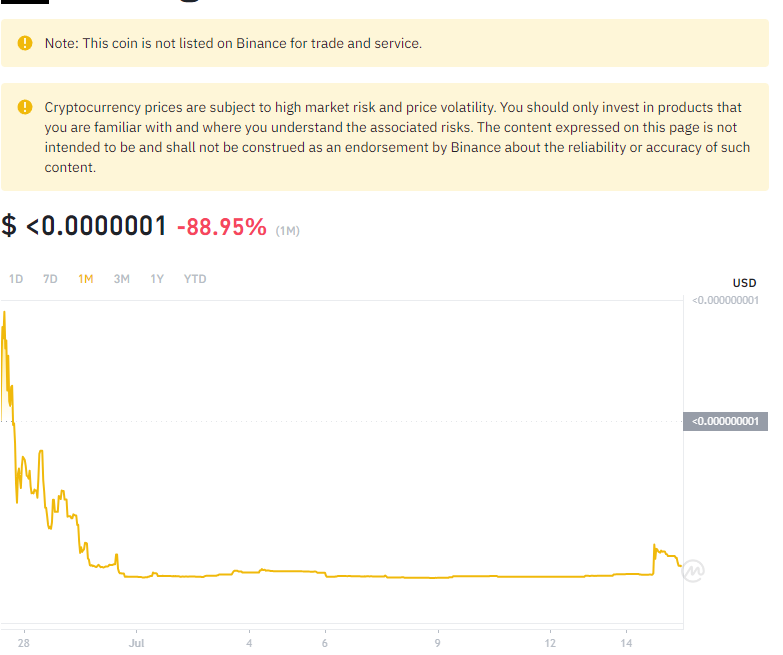 Note: This coin is not listed on Binance for trade and service.
Cryptocurrency prices are subject to high market risk and price volatility. You should only invest in products that
you are familiar with and where you understand the associated risks. The content expressed on this page is not
intended to be and shall not be construed as an endorsement by Binance about the reliability or accuracy of such
content.
$ <0.0000001 -88.95% (1M)
1D 7D 1M 3M 1Y YTD
USD
<0.000000001
<0.000000001
28 Jul 4 6 9 12 14